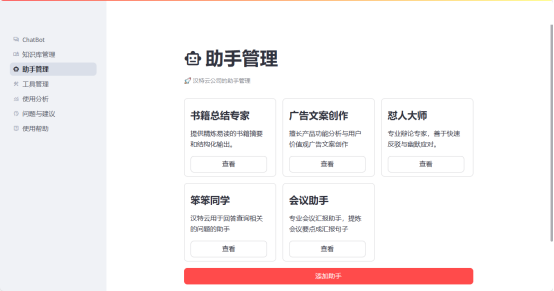 ChatBot
知识库管理
助手管理
工具管理
使用分析
问题与建议
使用帮助
助手管理
🚀 汉特云公司的助手管理
书籍总结专家
提供精炼易读的书籍摘要
和结构化输出。
查看
广告文案创作
擅长产品功能分析与用户
价值观广告文案创作
查看
怼人大师
专业辩论专家，善于快速
反驳与幽默应对。
查看
笨笨同学
汉特云用于回答查询相关
的问题的助手
查看
会议助手
专业会议汇报助手，提炼
会议要点成汇报句子
查看
添加助手